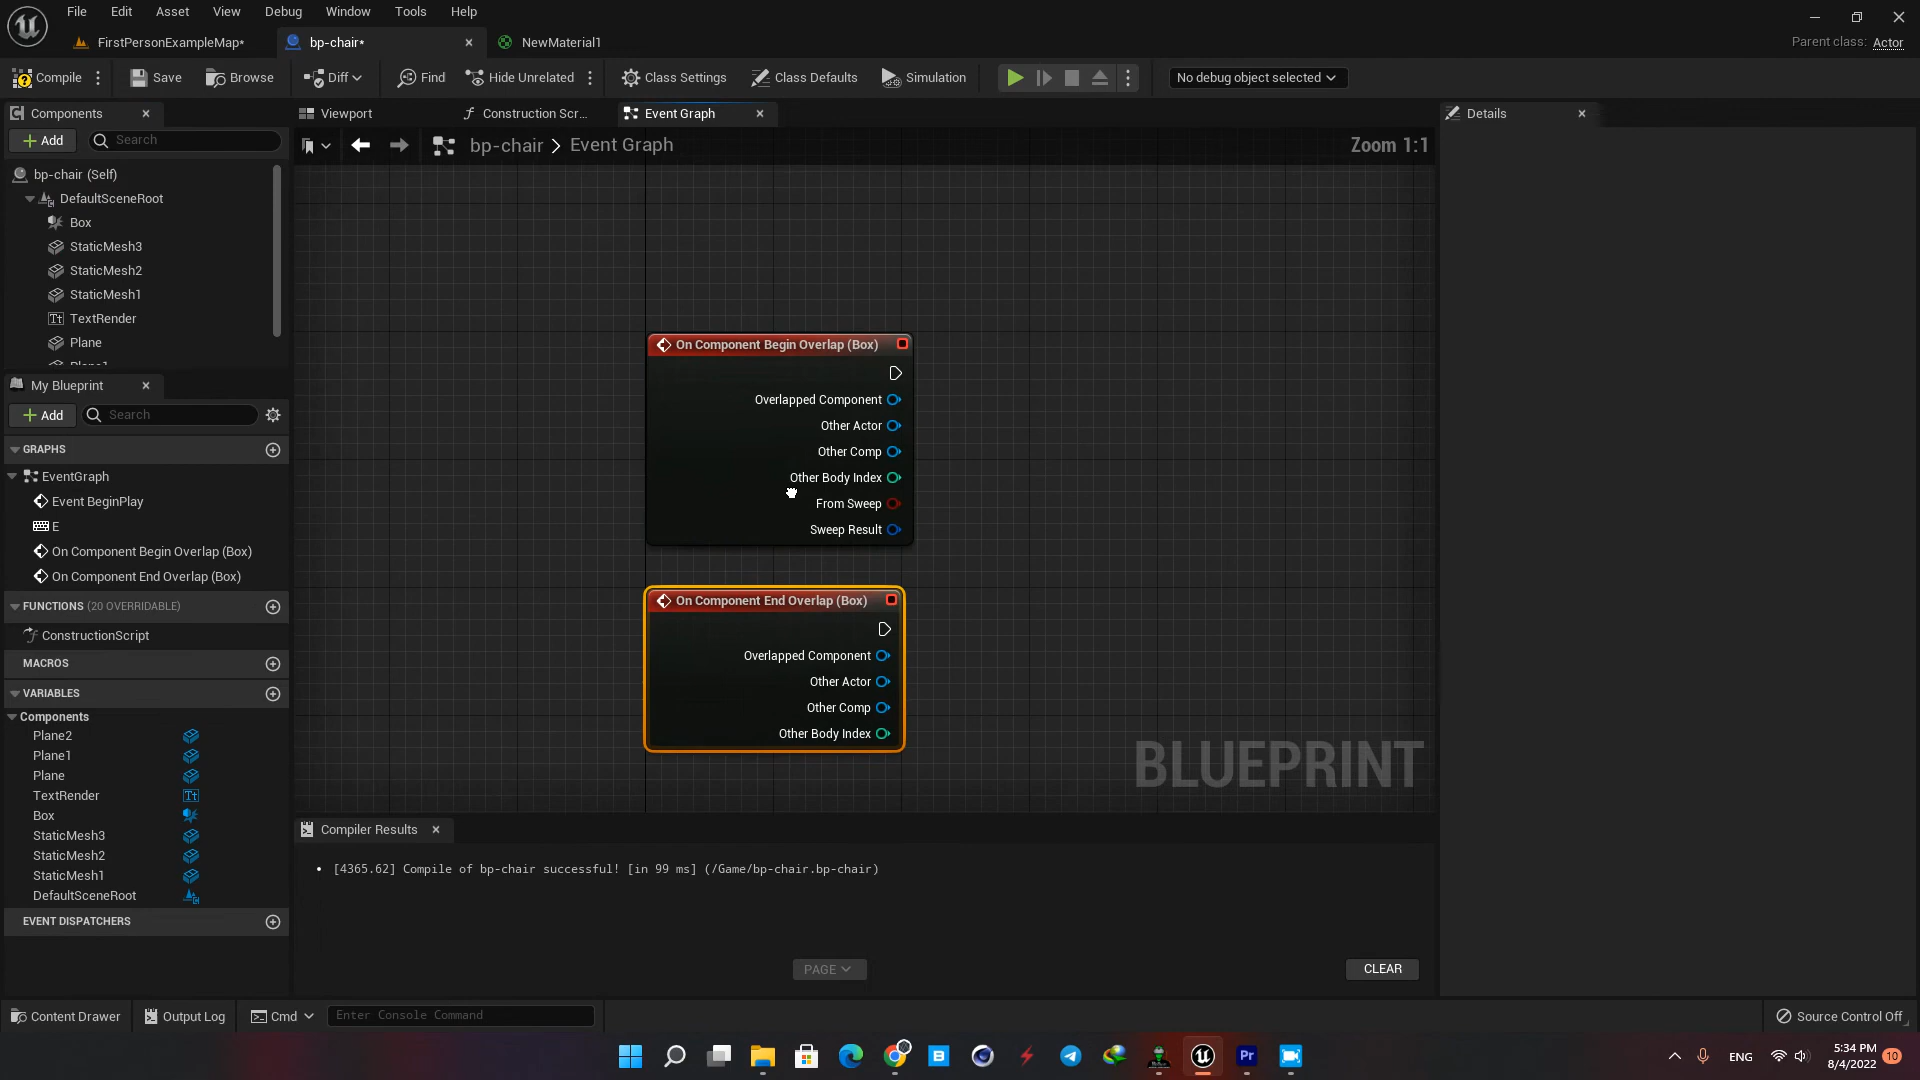 File Edit Asset View Debug Window Tools Help
FirstPersonExampleMap*
bp-chair*
NewMaterial1
Parent class: Actor
Compile Save Browse Diff Find Hide Unrelated Class Settings Class Defaults Simulation No debug object selected
Components
Add Search
bp-chair (Self)
DefaultSceneRoot
Box
StaticMesh3
StaticMesh2
StaticMesh1
TextRender
Plane
My Blueprint
Add Search
GRAPHS
EventGraph
Event BeginPlay
E
On Component Begin Overlap (Box)
On Component End Overlap (Box)
FUNCTIONS (20 OVERRIDABLE)
ConstructionScript
MACROS
VARIABLES
Components
Plane2
Plane1
Plane
TextRender
Box
StaticMesh3
StaticMesh2
StaticMesh1
DefaultSceneRoot
EVENT DISPATCHERS
Viewport Construction Scr... Event Graph
bp-chair > Event Graph Zoom 1:1
On Component Begin Overlap (Box)
Overlapped Component
Other Actor
Other Comp
Other Body Index
From Sweep
Sweep Result
On Component End Overlap (Box)
Overlapped Component
Other Actor
Other Comp
Other Body Index
BLUEPRINT
Compiler Results
[4365.62] Compile of bp-chair successful! [in 99 ms] (/Game/bp-chair.bp-chair)
PAGE CLEAR
Details
Content Drawer Output Log Cmd Enter Console Command Source Control Off
Pr
ENG
5:34 PM
8/4/2022
10